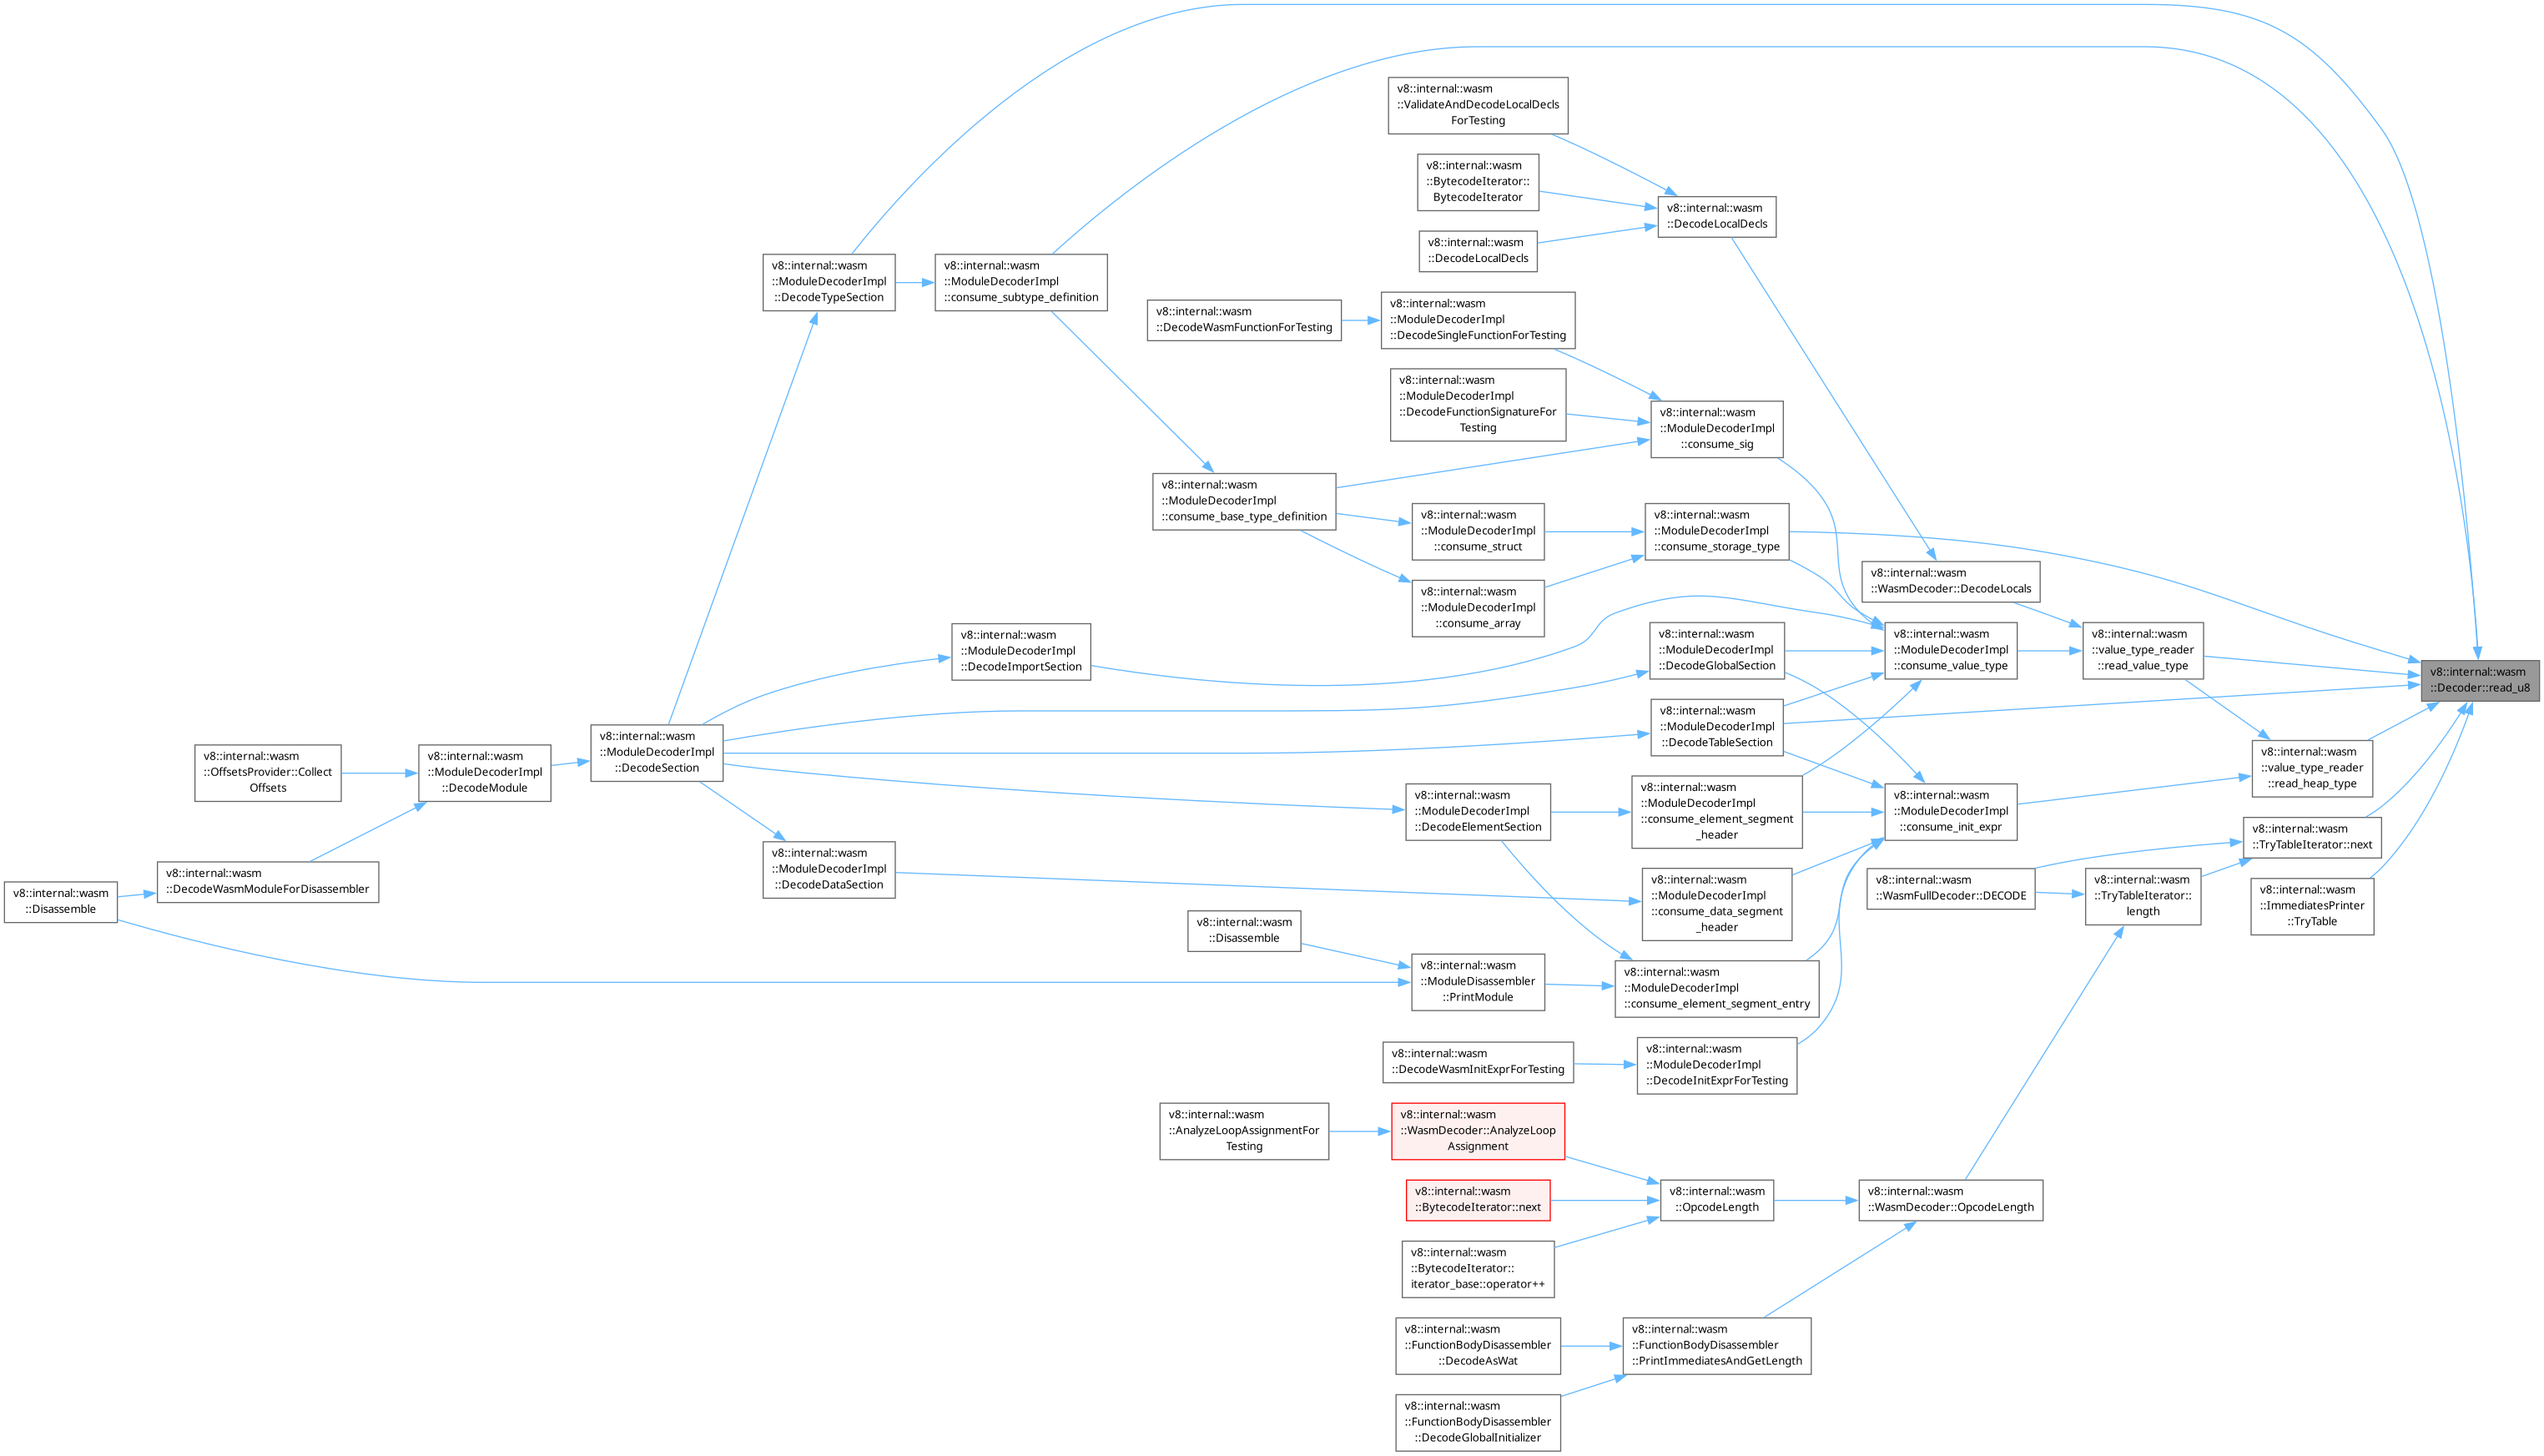 v8::internal::wasm
::ValidateAndDecodeLocalDecls
ForTesting
v8::internal::wasm
::BytecodeIterator::
BytecodeIterator
v8::internal::wasm
::DecodeLocalDecls
v8::internal::wasm
::DecodeLocalDecls
v8::internal::wasm
::ModuleDecoderImpl
::DecodeTypeSection
v8::internal::wasm
::ModuleDecoderImpl
::consume_subtype_definition
v8::internal::wasm
::DecodeWasmFunctionForTesting
v8::internal::wasm
::ModuleDecoderImpl
::DecodeSingleFunctionForTesting
v8::internal::wasm
::ModuleDecoderImpl
::DecodeFunctionSignatureFor
Testing
v8::internal::wasm
::ModuleDecoderImpl
::consume_sig
v8::internal::wasm
::ModuleDecoderImpl
::consume_base_type_definition
v8::internal::wasm
::ModuleDecoderImpl
::consume_struct
v8::internal::wasm
::ModuleDecoderImpl
::consume_storage_type
v8::internal::wasm
::ModuleDecoderImpl
::consume_array
v8::internal::wasm
::WasmDecoder::DecodeLocals
v8::internal::wasm
::ModuleDecoderImpl
::DecodeImportSection
v8::internal::wasm
::ModuleDecoderImpl
::DecodeGlobalSection
v8::internal::wasm
::ModuleDecoderImpl
::consume_value_type
v8::internal::wasm
::value_type_reader
::read_value_type
v8::internal::wasm
::Decoder::read_u8
v8::internal::wasm
::OffsetsProvider::Collect
Offsets
v8::internal::wasm
::ModuleDecoderImpl
::DecodeModule
v8::internal::wasm
::ModuleDecoderImpl
::DecodeSection
v8::internal::wasm
::ModuleDecoderImpl
::DecodeTableSection
v8::internal::wasm
::value_type_reader
::read_heap_type
v8::internal::wasm
::ModuleDecoderImpl
::DecodeElementSection
v8::internal::wasm
::ModuleDecoderImpl
::consume_element_segment
_header
v8::internal::wasm
::ModuleDecoderImpl
::consume_init_expr
v8::internal::wasm
::TryTableIterator::next
v8::internal::wasm
::Disassemble
v8::internal::wasm
::DecodeWasmModuleForDisassembler
v8::internal::wasm
::ModuleDecoderImpl
::DecodeDataSection
v8::internal::wasm
::ModuleDecoderImpl
::consume_data_segment
_header
v8::internal::wasm
::WasmFullDecoder::DECODE
v8::internal::wasm
::TryTableIterator::
length
v8::internal::wasm
::ImmediatesPrinter
::TryTable
v8::internal::wasm
::Disassemble
v8::internal::wasm
::ModuleDisassembler
::PrintModule
v8::internal::wasm
::ModuleDecoderImpl
::consume_element_segment_entry
v8::internal::wasm
::DecodeWasmInitExprForTesting
v8::internal::wasm
::ModuleDecoderImpl
::DecodeInitExprForTesting
v8::internal::wasm
::AnalyzeLoopAssignmentFor
Testing
v8::internal::wasm
::WasmDecoder::AnalyzeLoop
Assignment
v8::internal::wasm
::BytecodeIterator::next
v8::internal::wasm
::OpcodeLength
v8::internal::wasm
::WasmDecoder::OpcodeLength
v8::internal::wasm
::BytecodeIterator::
iterator_base::operator++
v8::internal::wasm
::FunctionBodyDisassembler
::DecodeAsWat
v8::internal::wasm
::FunctionBodyDisassembler
::PrintImmediatesAndGetLength
v8::internal::wasm
::FunctionBodyDisassembler
::DecodeGlobalInitializer